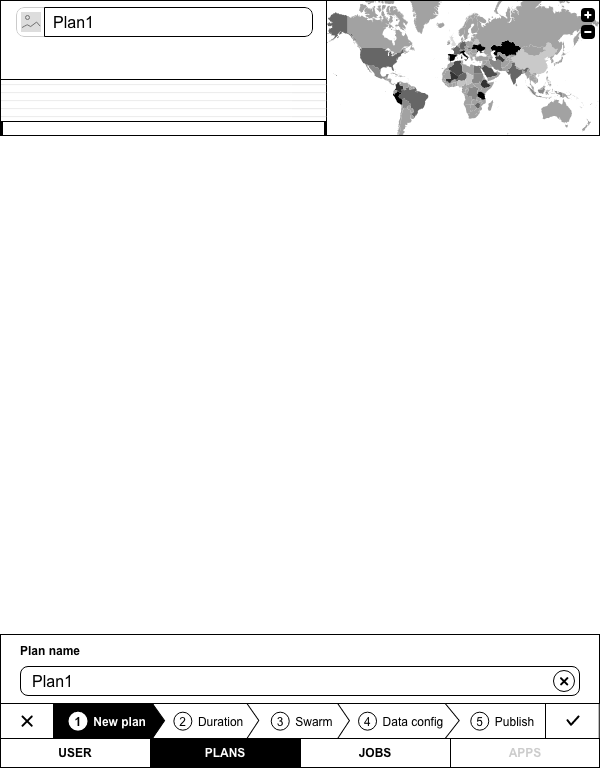 Plan1
+
−
Plan name
Plan1
1 New plan
2 Duration
3 Swarm
4 Data config
5 Publish
USER
PLANS
JOBS
APPS